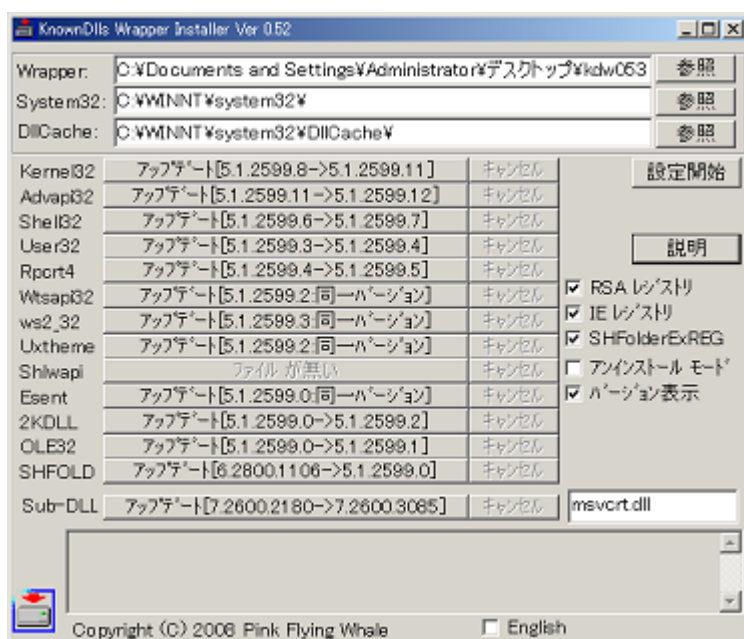 KnownDlls Wrapper Installer Ver 0.52
Wrapper: C:¥Documents and Settings¥Administrator¥デスクトップ¥kdw053 参照
System32: C:¥WINNT¥system32¥
DllCache: C:¥WINNT¥system32¥DllCache¥ 参照
Kernel32 アップデート[5.1.2599.8->5.1.2599.11] キャンセル 設定開始
Advapi32 アップデート[5.1.2599.11->5.1.2599.12] キャンセル
Shell32 アップデート[5.1.2599.6->5.1.2599.7] キャンセル
User32 アップデート[5.1.2599.3->5.1.2599.4] キャンセル 説明
Rpcrt4 アップデート[5.1.2599.4->5.1.2599.5] キャンセル
Wtsapi32 アップデート[5.1.2599.2:同一バージョン] キャンセル RSA レジストリ
ws2_32 アップデート[5.1.2599.3:同一バージョン] キャンセル IE レジストリ
Uxtheme アップデート[5.1.2599.2:同一バージョン] キャンセル SHFolderExREG
Shlwapi ファイル が無い キャンセル アンインストール モード
Esent アップデート[5.1.2599.0:同一バージョン] キャンセル バージョン表示
2KDLL アップデート[5.1.2599.0->5.1.2599.2] キャンセル
OLE32 アップデート[5.1.2599.0->5.1.2599.1] キャンセル
SHFOLD アップデート[6.2800.1106->5.1.2599.0] キャンセル
Sub-DLL アップデート[7.2600.2180->7.2600.3085] キャンセル msvcrt.dll
Copyright (C) 2008 Pink Flying Whale English